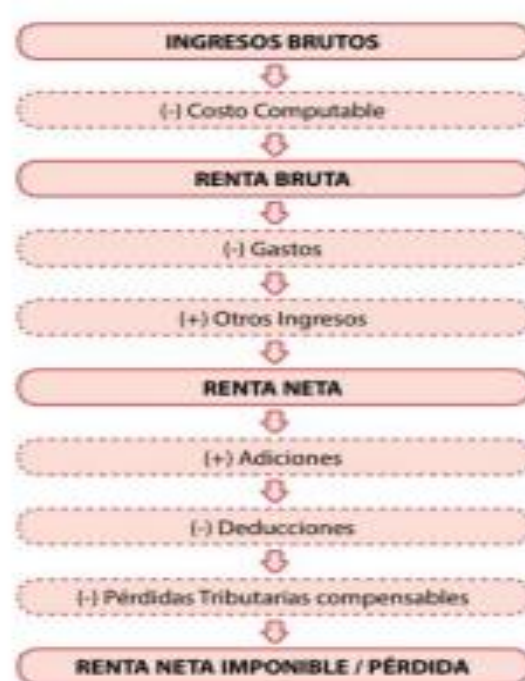 INGRESOS BRUTOS
(-) Costo Computable
RENTA BRUTA
(-) Gastos
(+) Otros Ingresos
RENTA NETA
(+) Adiciones
(-) Deducciones
(-) Pérdidas Tributarias compensables
RENTA NETA IMPONIBLE / PÉRDIDA